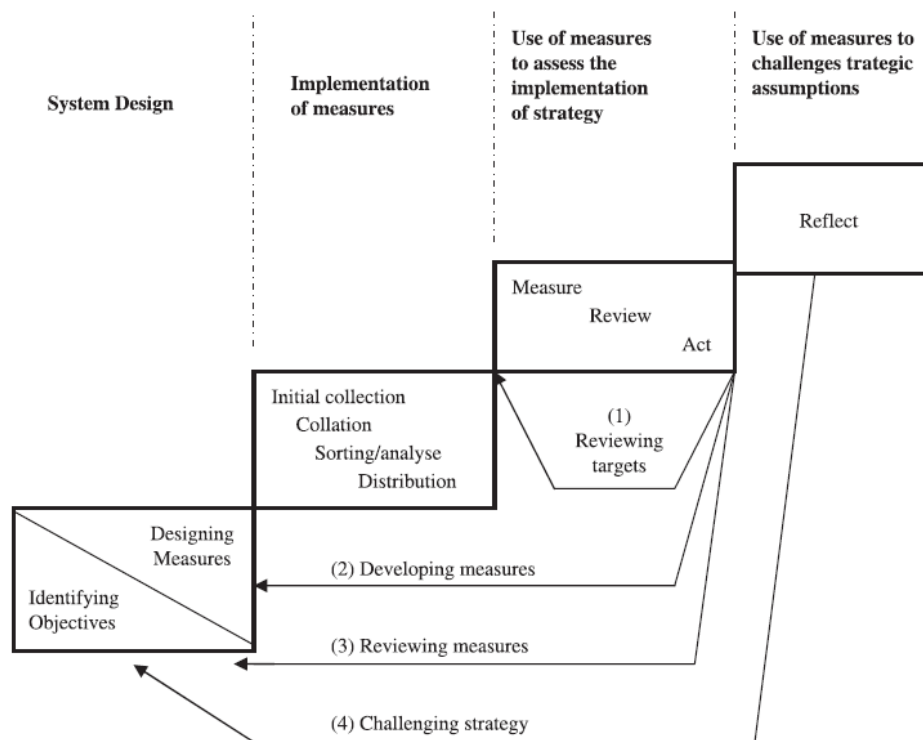 System Design
Implementation
of measures
Use of measures
to assess the
implementation
of strategy
Use of measures to
challenges trategic
assumptions
Reflect
Measure
Review
Act
Initial collection
Collation
Sorting/analyse
Distribution
(1)
Reviewing
targets
Designing
Measures
Identifying
Objectives
(2) Developing measures
(3) Reviewing measures
(4) Challenging strategy